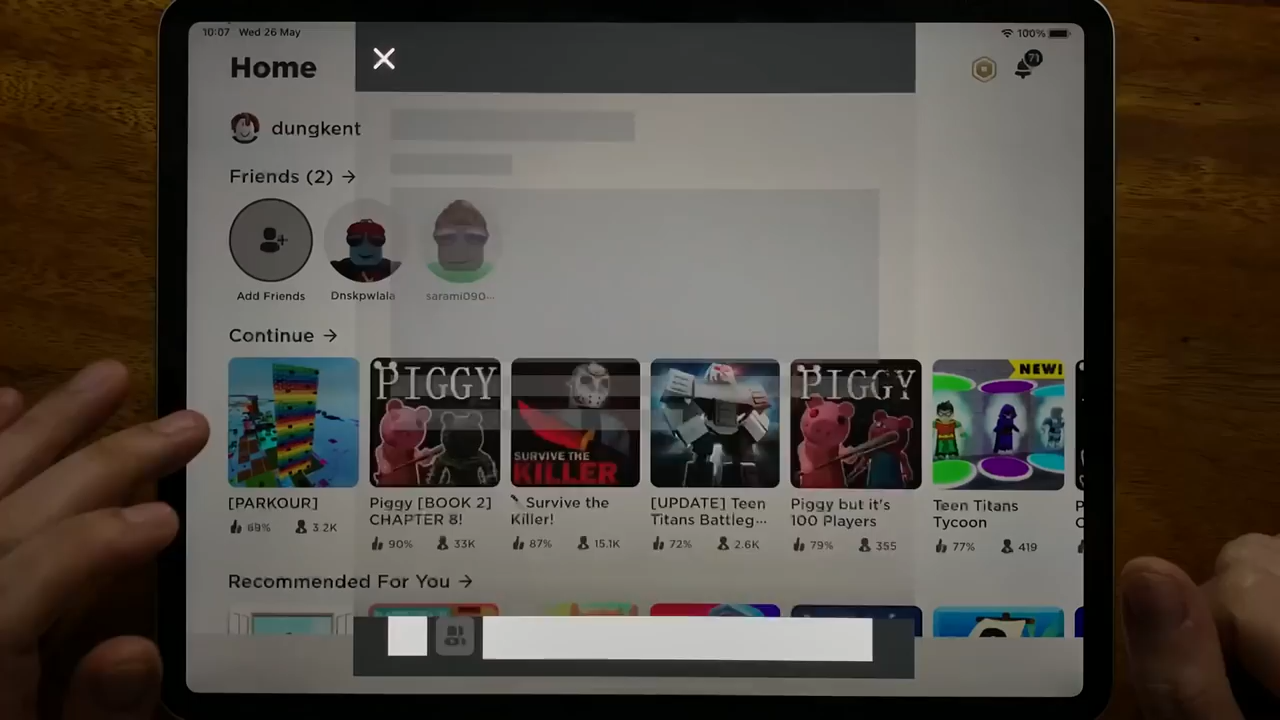 10:07 Wed 26 May
100%
Home
71
dungkent
Friends (2) →
Add Friends
Dnskpwlala
sarami090...
Continue →
PIGGY
SURVIVE THE
KILLER
PIGGY
NEW!
[PARKOUR]
69% 3.2K
Piggy [BOOK 2]
CHAPTER 8!
90% 33K
Survive the
Killer!
87% 15.1K
[UPDATE] Teen
Titans Battleg...
72% 2.6K
Piggy but it's
100 Players
79% 355
Teen Titans
Tycoon
77% 419
Recommended For You →